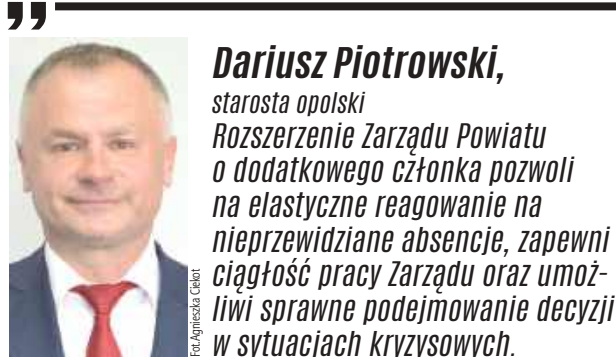 ”
Dariusz Piotrowski,
starosta opolski
Rozszerzenie Zarządu Powiatu
o dodatkowego członka pozwoli
na elastyczne reagowanie na
nieprzewidziane absencje, zapewni
ciągłość pracy Zarządu oraz umoż-
liwi sprawne podejmowanie decyzji
w sytuacjach kryzysowych.
Fot.Agnieszka Ciekot